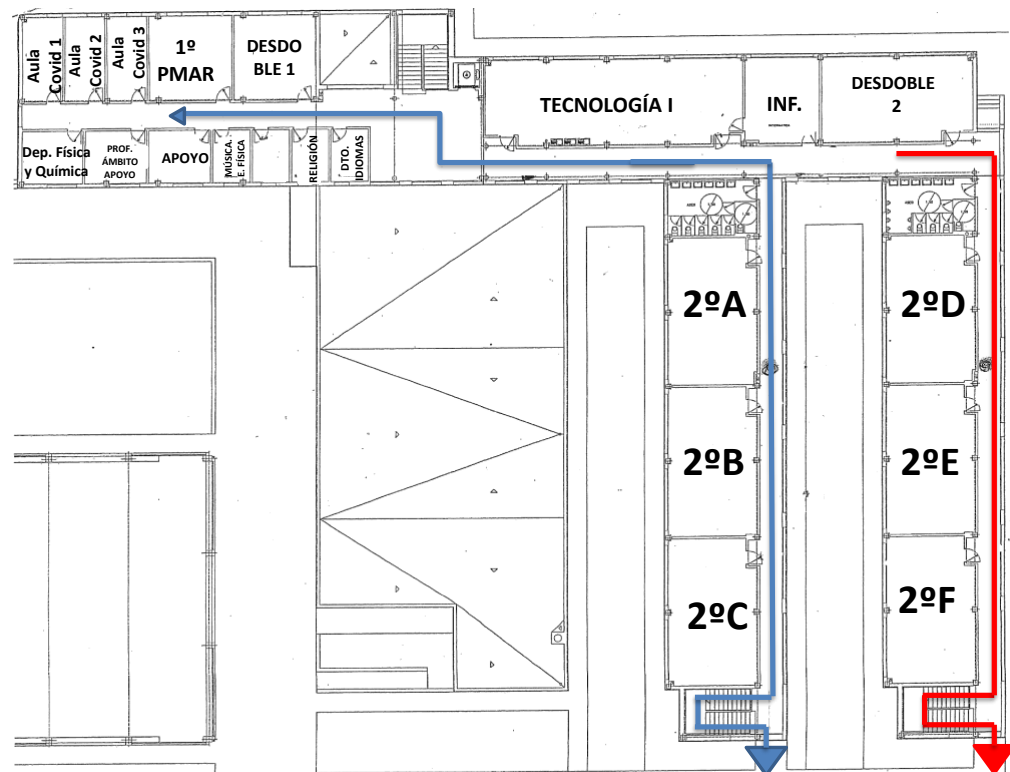 Aula
Covid 1
Aula
Covid 2
Aula
Covid 3
1º
PMAR
DESDO
BLE 1
TECNOLOGÍA I
INF.
DESDOBLE
2
Dep. Física
y Química
PROF.
ÁMBITO
APOYO
APOYO
MÚSICA.
E. FÍSICA
RELIGIÓN
DTO.
IDIOMAS
2ºA
2ºD
2ºB
2ºE
2ºC
2ºF